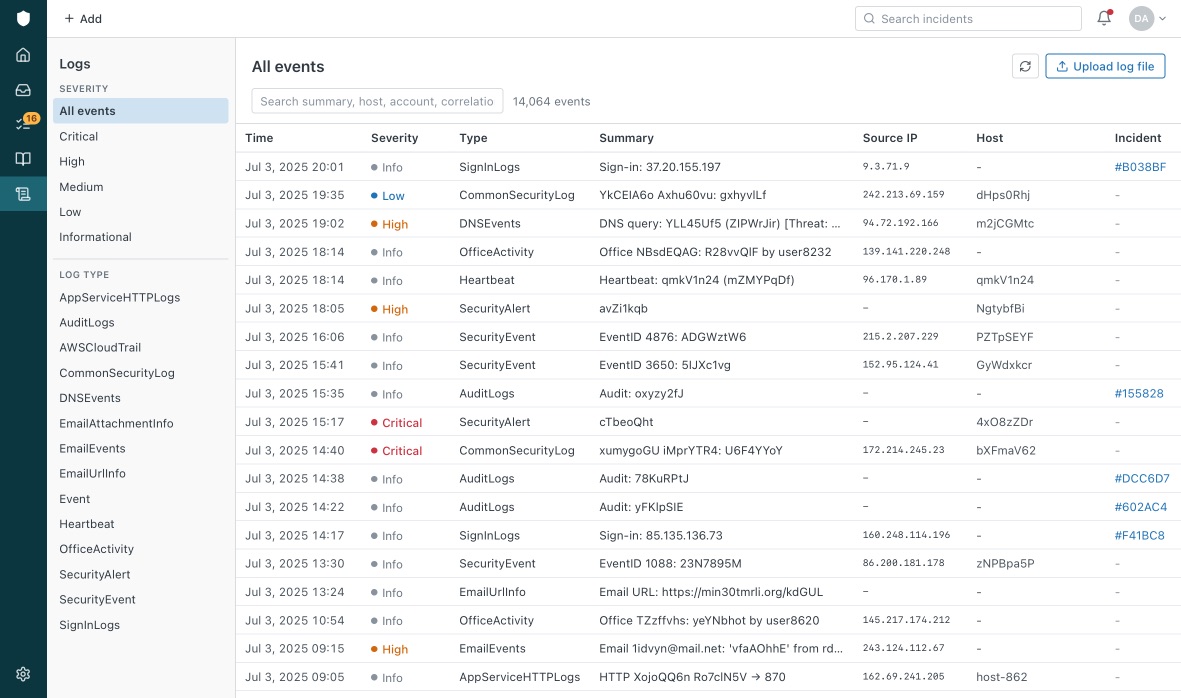 + Add
Search incidents
DA
16
Logs
SEVERITY
All events
Critical
High
Medium
Low
Informational
LOG TYPE
AppServiceHTTPLogs
AuditLogs
AWSCloudTrail
CommonSecurityLog
DNSEvents
EmailAttachmentInfo
EmailEvents
EmailUrlInfo
Event
Heartbeat
OfficeActivity
SecurityAlert
SecurityEvent
SignInLogs
All events
Upload log file
Search summary, host, account, correlatio
14,064 events
Time Severity Type Summary Source IP Host Incident
Jul 3, 2025 20:01 Info SignInLogs Sign-in: 37.20.155.197 9.3.71.9 - #B038BF
Jul 3, 2025 19:35 Low CommonSecurityLog YkCEIA6o Axhu60vu: gxhyvlLf 242.213.69.159 dHps0Rhj -
Jul 3, 2025 19:02 High DNSEvents DNS query: YLL45Uf5 (ZIPWrJir) [Threat: ... 94.72.192.166 m2jCGMtc -
Jul 3, 2025 18:14 Info OfficeActivity Office NBsdEQAG: R28vvQlF by user8232 139.141.220.248 - -
Jul 3, 2025 18:14 Info Heartbeat Heartbeat: qmkV1n24 (mZMYPqDf) 96.170.1.89 qmkV1n24 -
Jul 3, 2025 18:05 High SecurityAlert avZi1kqb – NgtybfBi -
Jul 3, 2025 16:06 Info SecurityEvent EventID 4876: ADGWztW6 215.2.207.229 PZTpSEYF -
Jul 3, 2025 15:41 Info SecurityEvent EventID 3650: 5IJXc1vg 152.95.124.41 GyWdxkcr -
Jul 3, 2025 15:35 Info AuditLogs Audit: oxyzy2fJ – - #155828
Jul 3, 2025 15:17 Critical SecurityAlert cTbeoQht – 4xO8zZDr -
Jul 3, 2025 14:40 Critical CommonSecurityLog xumygoGU iMprYTR4: U6F4YYoY 172.214.245.23 bXFmaV62 -
Jul 3, 2025 14:38 Info AuditLogs Audit: 78KuRPtJ – - #DCC6D7
Jul 3, 2025 14:22 Info AuditLogs Audit: yFKlpSIE – - #602AC4
Jul 3, 2025 14:17 Info SignInLogs Sign-in: 85.135.136.73 160.248.114.196 - #F41BC8
Jul 3, 2025 13:30 Info SecurityEvent EventID 1088: 23N7895M 86.200.181.178 zNPBpa5P -
Jul 3, 2025 13:24 Info EmailUrlInfo Email URL: https://min30tmrli.org/kdGUL – - -
Jul 3, 2025 10:54 Info OfficeActivity Office TZzffvhs: yeYNbhot by user8620 145.217.174.212 - -
Jul 3, 2025 09:15 High EmailEvents Email 1idvyn@mail.net: 'vfaAOhhE' from rd... 243.124.112.67 - -
Jul 3, 2025 09:05 Info AppServiceHTTPLogs HTTP XojoQQ6n Ro7clN5V → 870 162.69.241.205 host-862 -